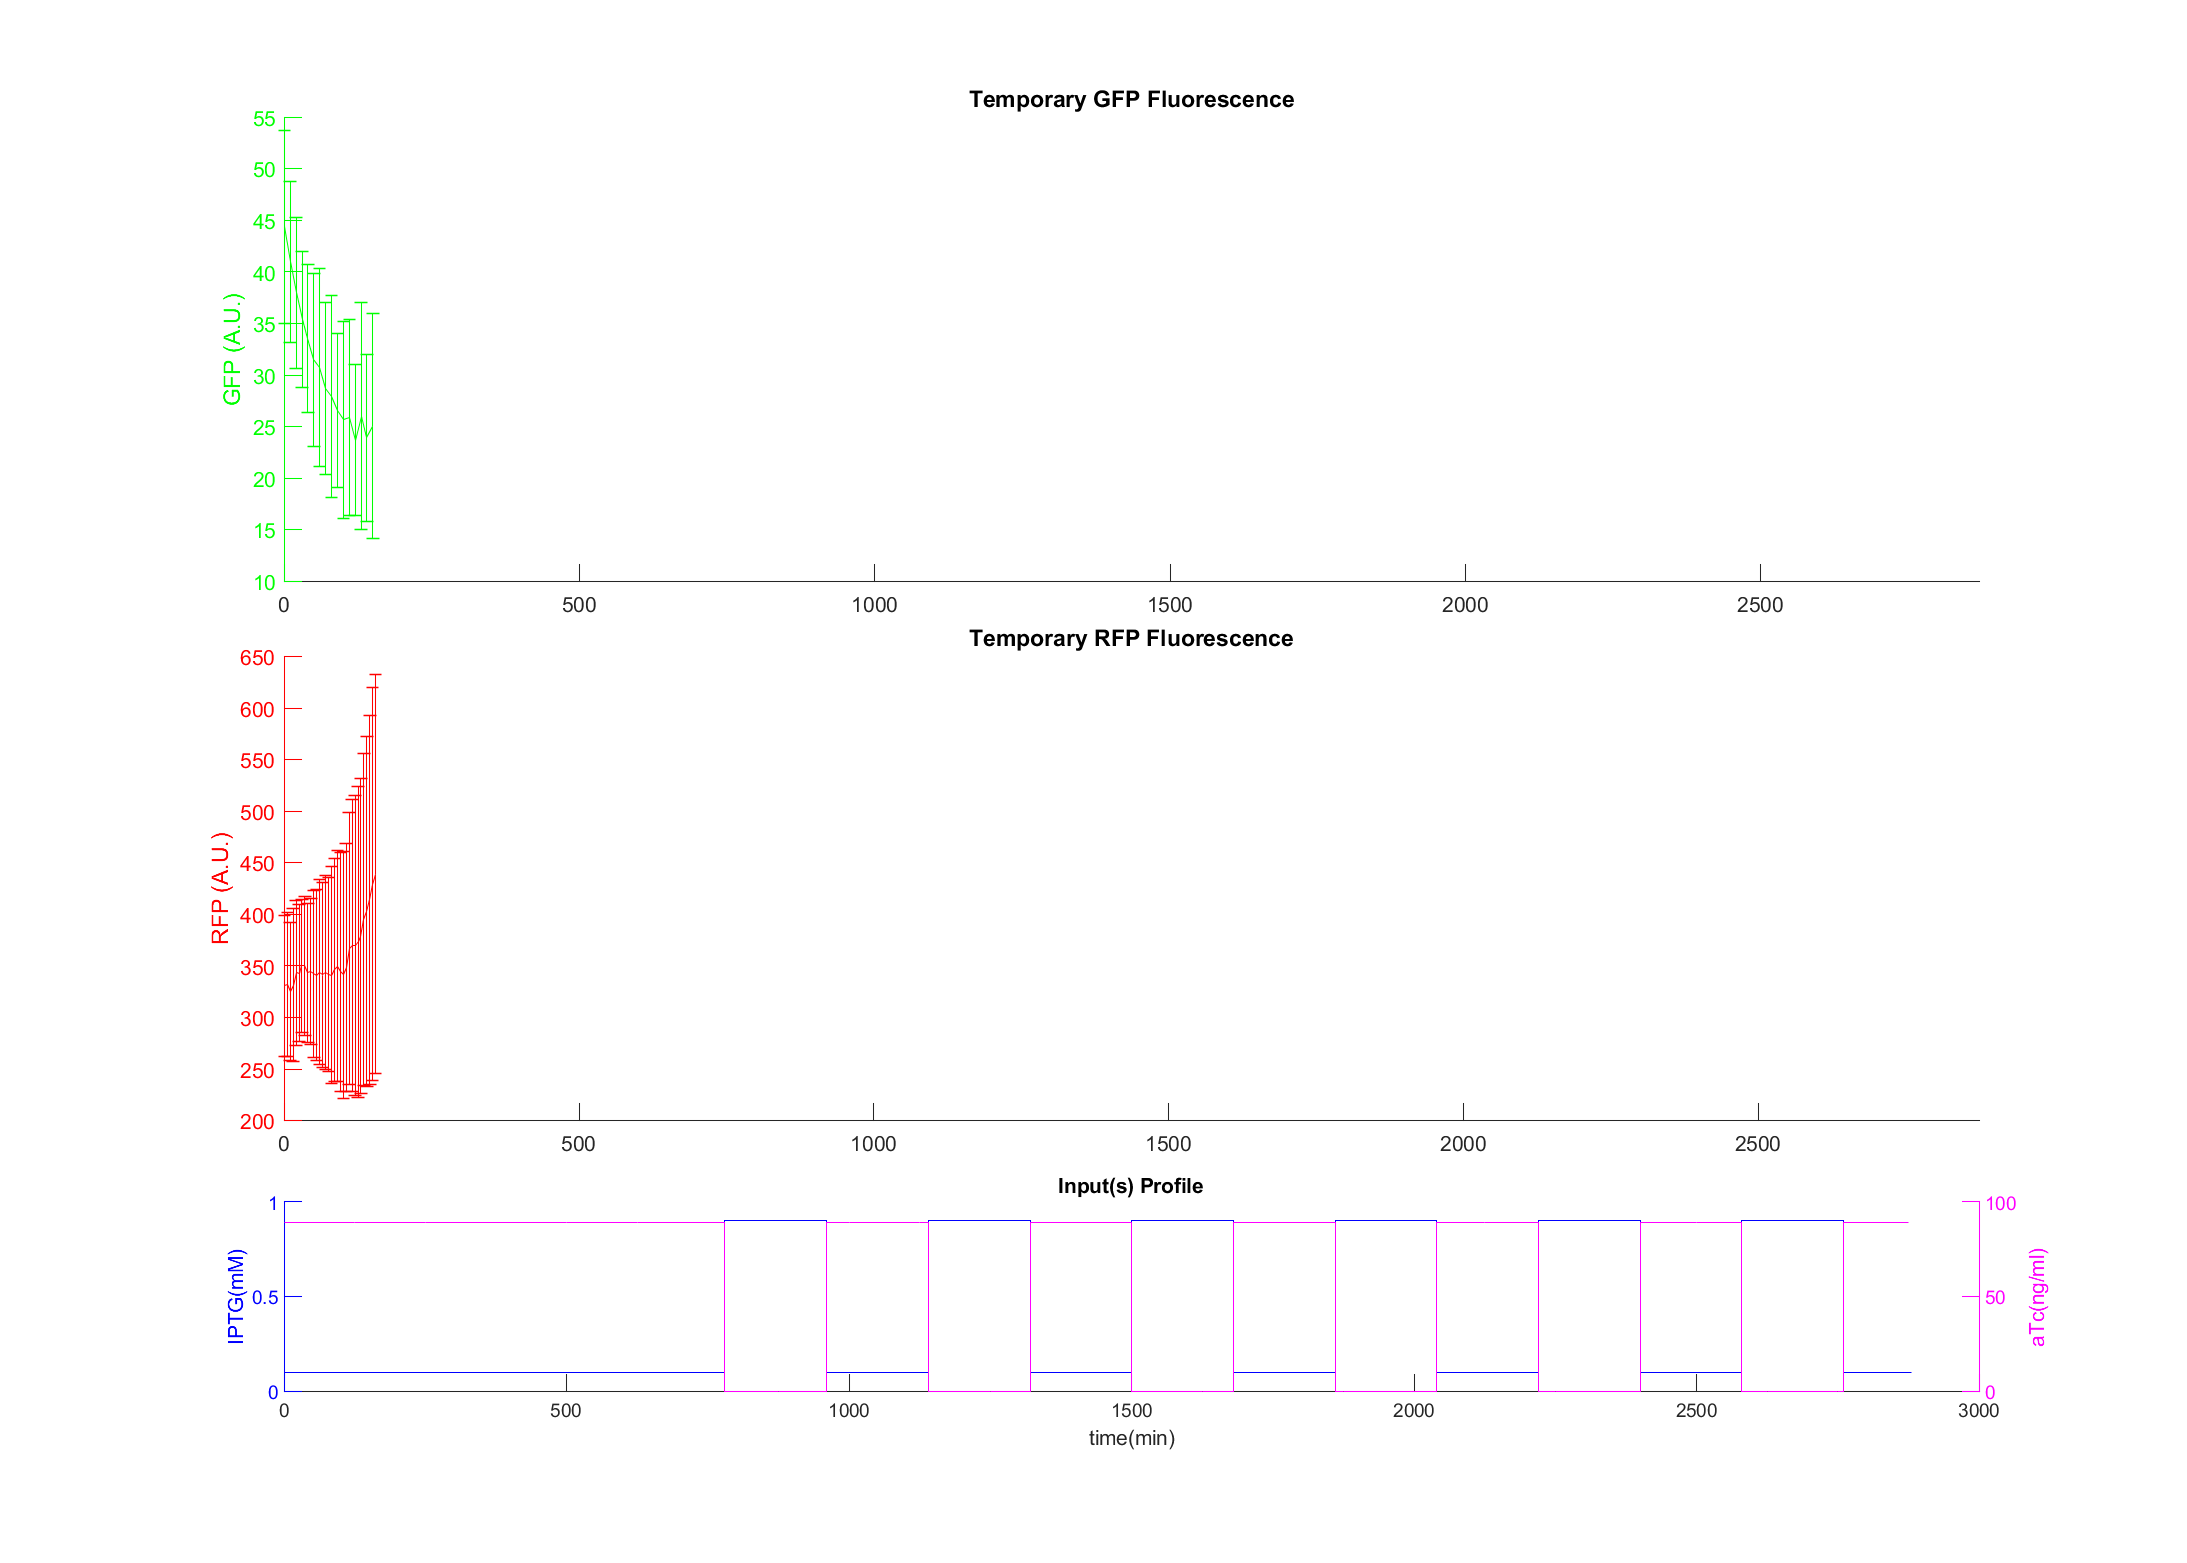 Temporary GFP Fluorescence
55
50
45
40
35
30
25
20
15
10
GFP (A.U.)
0 500 1000 1500 2000 2500
Temporary RFP Fluorescence
650
600
550
500
450
400
350
300
250
200
RFP (A.U.)
0 500 1000 1500 2000 2500
Input(s) Profile
1
0.5
0
IPTG(mM)
100
50
0
aTc(ng/ml)
0 500 1000 1500 2000 2500 3000
time(min)